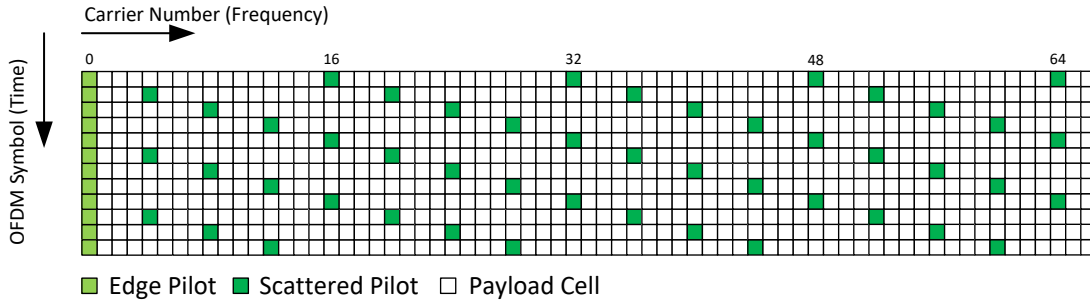 Carrier Number (Frequency)
0 16 32 48 64
OFDM Symbol (Time)
Edge Pilot Scattered Pilot Payload Cell